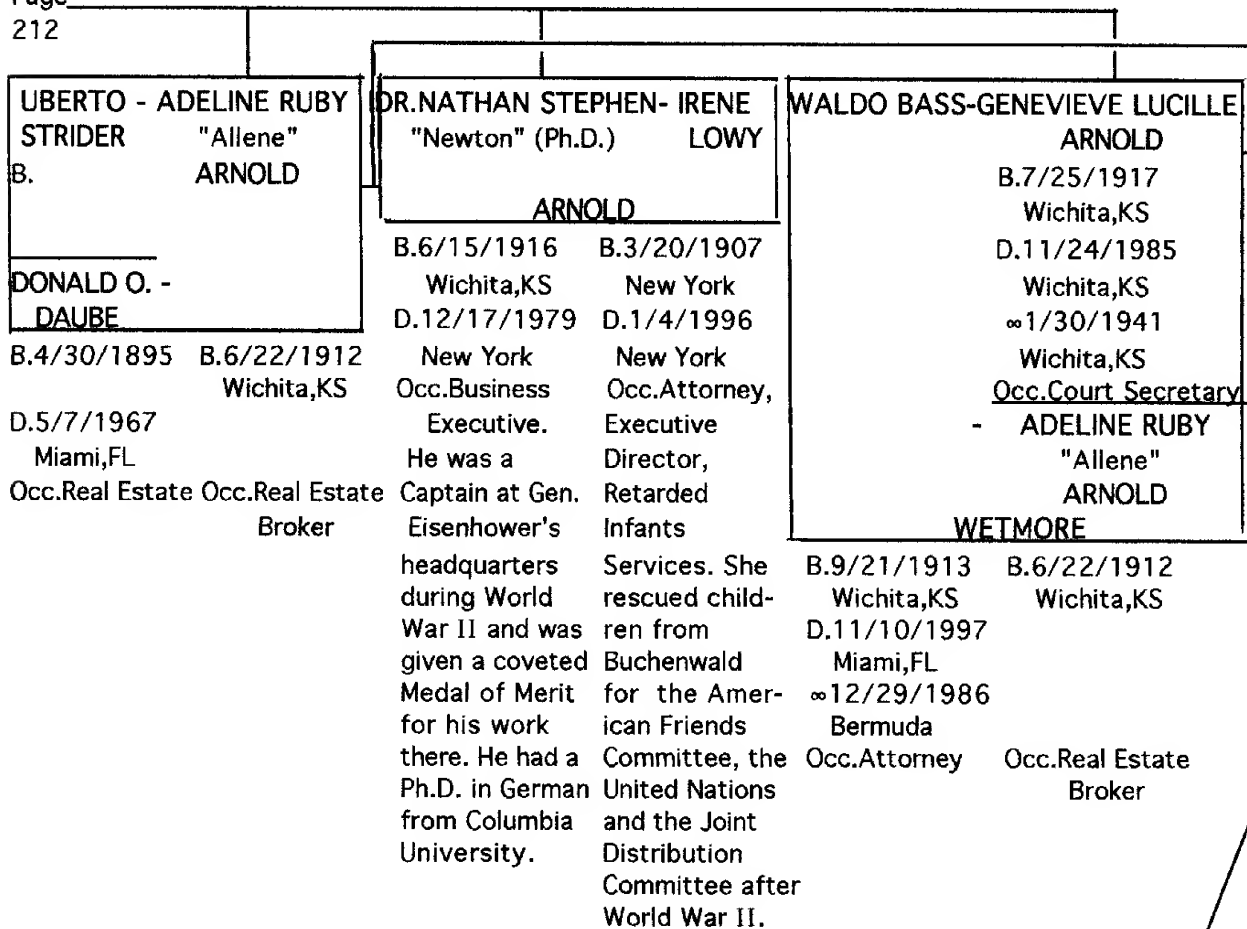 Page
212
UBERTO - ADELINE RUBY
STRIDER "Allene"
B. ARNOLD
DONALD O. -
DAUBE
B.4/30/1895 B.6/22/1912
Wichita,KS
D.5/7/1967
Miami,FL
Occ.Real Estate Occ.Real Estate
Broker
DR.NATHAN STEPHEN- IRENE
"Newton" (Ph.D.) LOWY
ARNOLD
B.6/15/1916
Wichita,KS
D.12/17/1979
New York
Occ.Business
Executive.
He was a
Captain at Gen.
Eisenhower's
headquarters
during World
War II and was
given a coveted
Medal of Merit
for his work
there. He had a
Ph.D. in German
from Columbia
University.
B.3/20/1907
New York
D.1/4/1996
New York
Occ.Attorney,
Executive
Director,
Retarded
Infants
Services. She
rescued child-
ren from
Buchenwald
for the Amer-
ican Friends
Committee, the
United Nations
and the Joint
Distribution
Committee after
World War II.
WALDO BASS-GENEVIEVE LUCILLE
ARNOLD
B.7/25/1917
Wichita,KS
D.11/24/1985
Wichita,KS
∞1/30/1941
Wichita,KS
Occ.Court Secretary
- ADELINE RUBY
"Allene"
ARNOLD
WETMORE
B.9/21/1913 B.6/22/1912
Wichita,KS Wichita,KS
D.11/10/1997
Miami,FL
∞12/29/1986
Bermuda
Occ.Attorney Occ.Real Estate
Broker